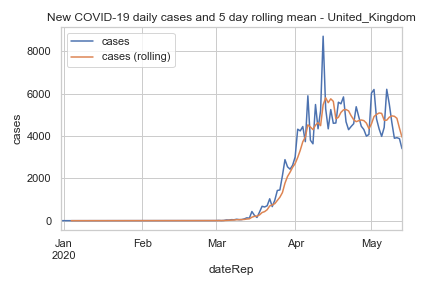 New COVID-19 daily cases and 5 day rolling mean - United_Kingdom
cases
cases (rolling)
8000
6000
4000
2000
0
cases
Jan
2020
Feb
Mar
Apr
May
dateRep